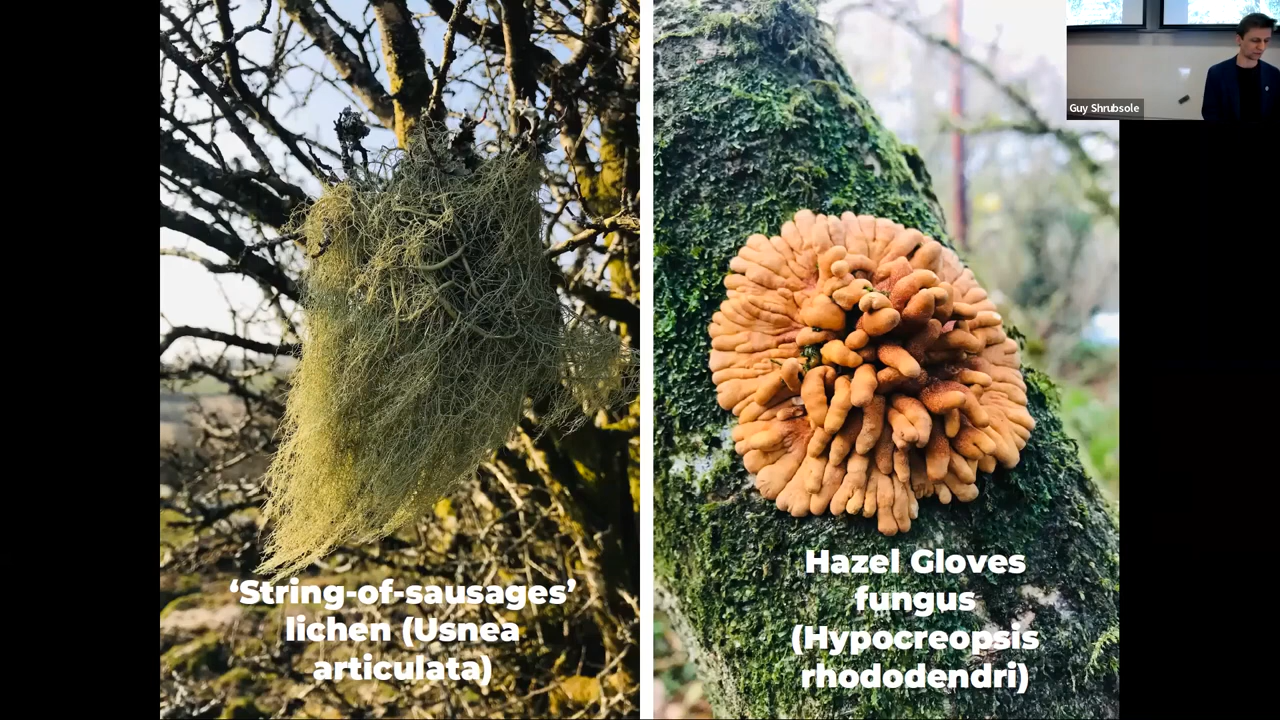 Guy Shrubsole
‘String-of-sausages’
lichen (Usnea
articulata)
Hazel Gloves
fungus
(Hypocreopsis
rhododendri)